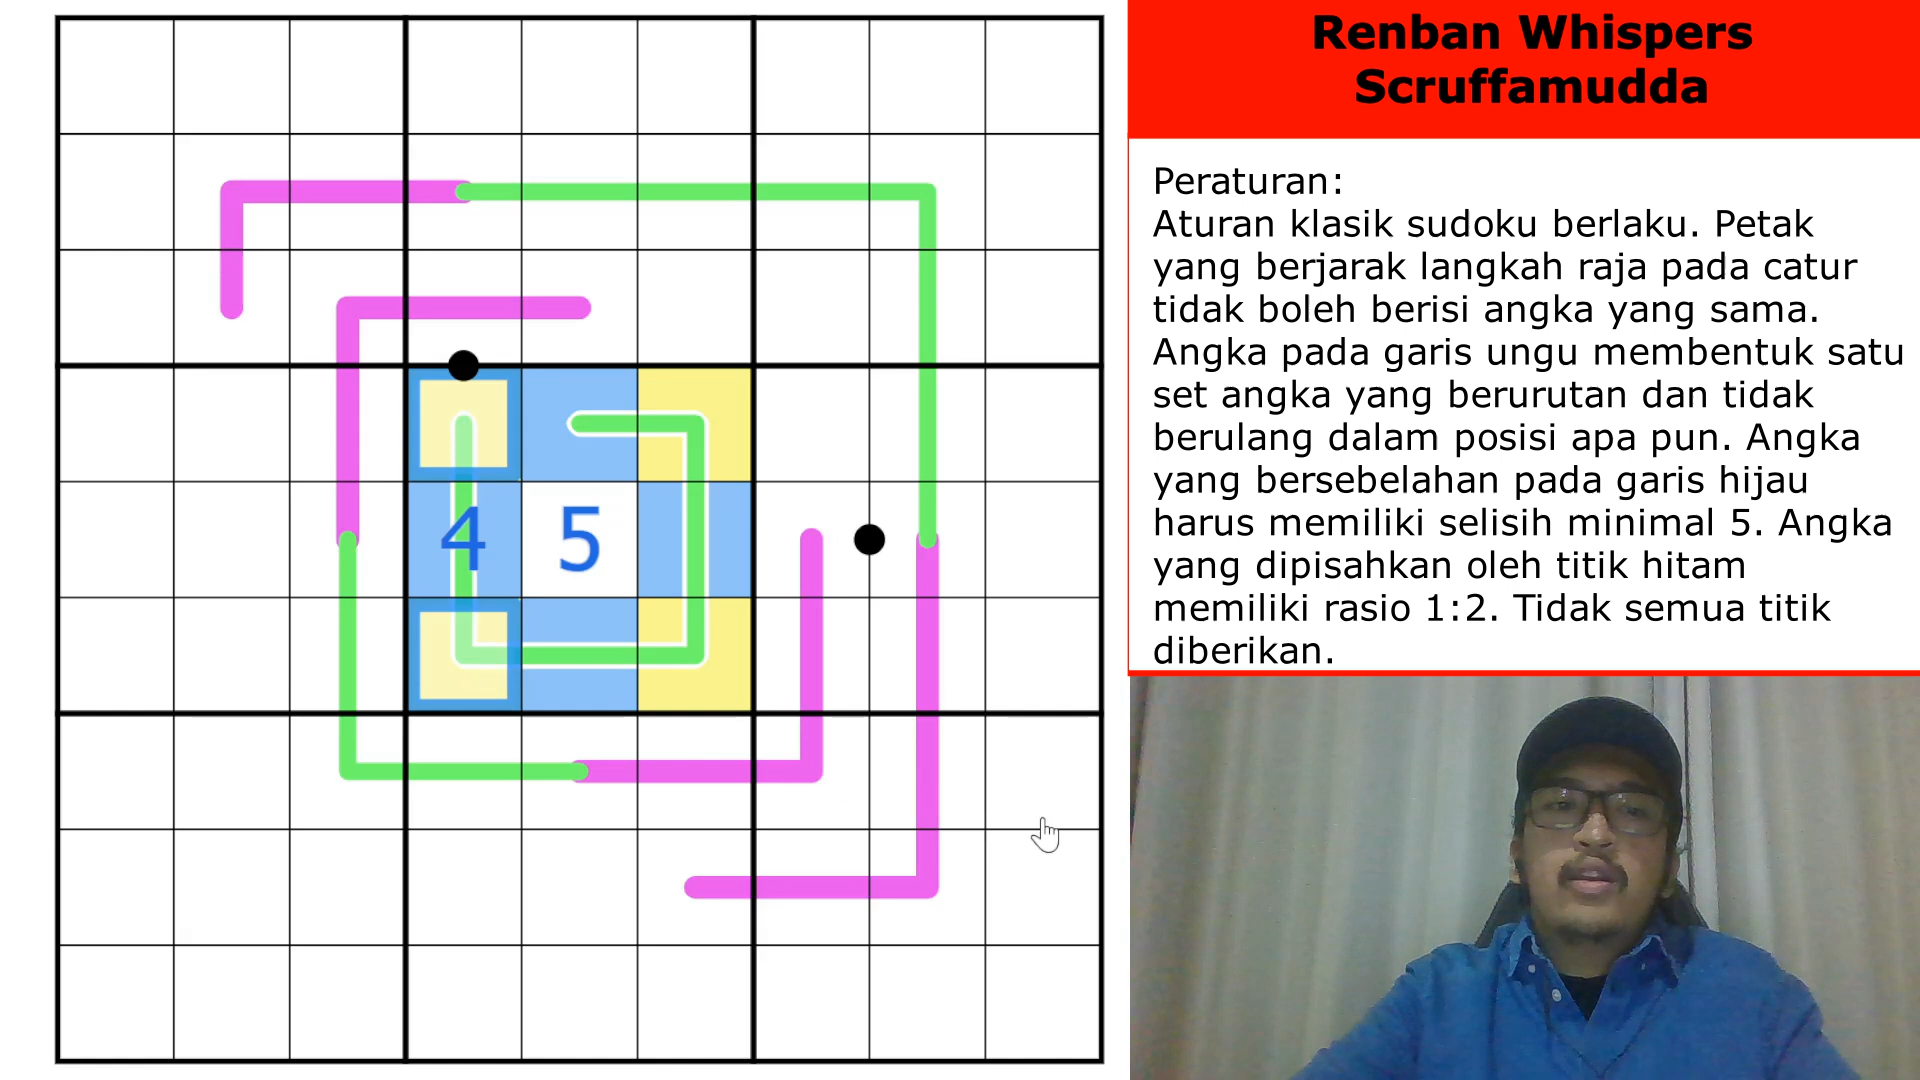 Renban Whispers
Scruffamudda
Peraturan:
Aturan klasik sudoku berlaku. Petak
yang berjarak langkah raja pada catur
tidak boleh berisi angka yang sama.
Angka pada garis ungu membentuk satu
set angka yang berurutan dan tidak
berulang dalam posisi apa pun. Angka
yang bersebelahan pada garis hijau
harus memiliki selisih minimal 5. Angka
yang dipisahkan oleh titik hitam
memiliki rasio 1:2. Tidak semua titik
diberikan.
4 5